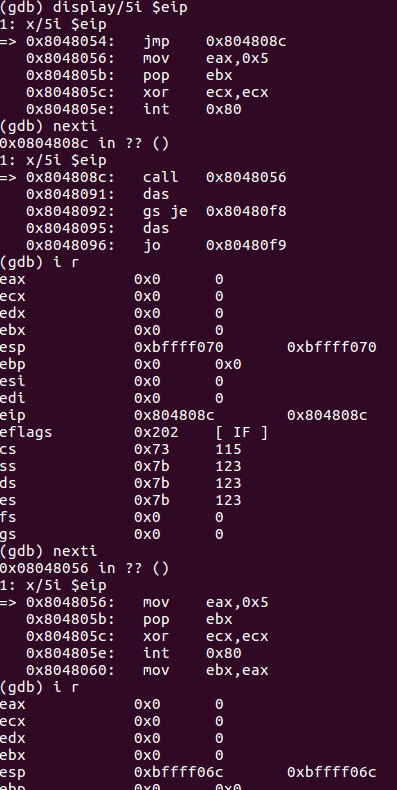 (gdb) display/5i $eip
1: x/5i $eip
=> 0x8048054: jmp 0x804808c
0x8048056: mov eax,0x5
0x804805b: pop ebx
0x804805c: xor ecx,ecx
0x804805e: int 0x80
(gdb) nexti
0x0804808c in ?? ()
1: x/5i $eip
=> 0x804808c: call 0x8048056
0x8048091: das
0x8048092: gs je 0x80480f8
0x8048095: das
0x8048096: jo 0x80480f9
(gdb) i r
eax 0x0 0
ecx 0x0 0
edx 0x0 0
ebx 0x0 0
esp 0xbffff070 0xbffff070
ebp 0x0 0x0
esi 0x0 0
edi 0x0 0
eip 0x804808c 0x804808c
eflags 0x202 [ IF ]
cs 0x73 115
ss 0x7b 123
ds 0x7b 123
es 0x7b 123
fs 0x0 0
gs 0x0 0
(gdb) nexti
0x08048056 in ?? ()
1: x/5i $eip
=> 0x8048056: mov eax,0x5
0x804805b: pop ebx
0x804805c: xor ecx,ecx
0x804805e: int 0x80
0x8048060: mov ebx,eax
(gdb) i r
eax 0x0 0
ecx 0x0 0
edx 0x0 0
ebx 0x0 0
esp 0xbffff06c 0xbffff06c
ebp 0x0 0x0